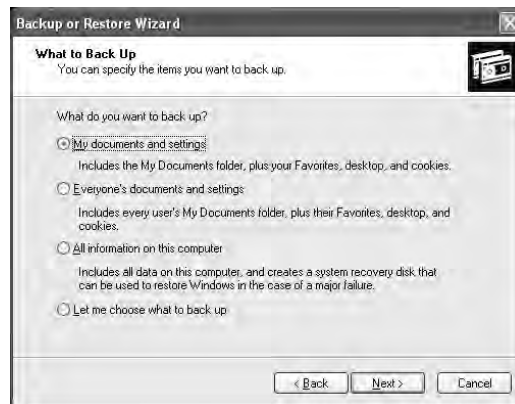 Backup or Restore Wizard
What to Back Up
You can specify the items you want to back up.
What do you want to back up?
My documents and settings
Includes the My Documents folder, plus your Favorites, desktop, and cookies.
Everyone's documents and settings
Includes every user's My Documents folder, plus their Favorites, desktop, and
cookies.
All information on this computer
Includes all data on this computer, and creates a system recovery disk that
can be used to restore Windows in the case of a major failure.
Let me choose what to back up
< Back Next > Cancel